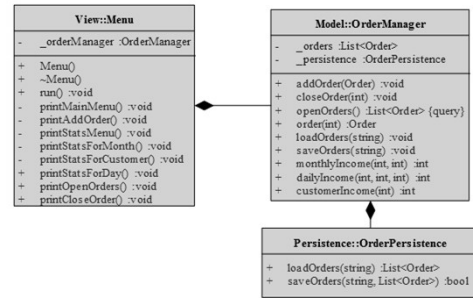 View::Menu
- _orderManager :OrderManager
+ Menu()
+ ~Menu()
+ run() :void
- printMainMenu() :void
- printAddOrder() :void
- printStatsMenu() :void
- printStatsForMonth() :void
- printStatsForCustomer() :void
+ printStatsForDay() :void
+ printOpenOrders() :void
+ printCloseOrder() :void
Model::OrderManager
- _orders :List<Order>
- _persistence :OrderPersistence
+ addOrder(Order) :void
+ closeOrder(int) :void
+ openOrders() :List<Order> {query}
+ order(int) :Order
+ loadOrders(string) :void
+ saveOrders(string) :void
+ monthlyIncome(int, int) :int
+ dailyIncome(int, int, int) :int
+ customerIncome(int) :int
Persistence::OrderPersistence
+ loadOrders(string) :List<Order>
+ saveOrders(string, List<Order>) :bool